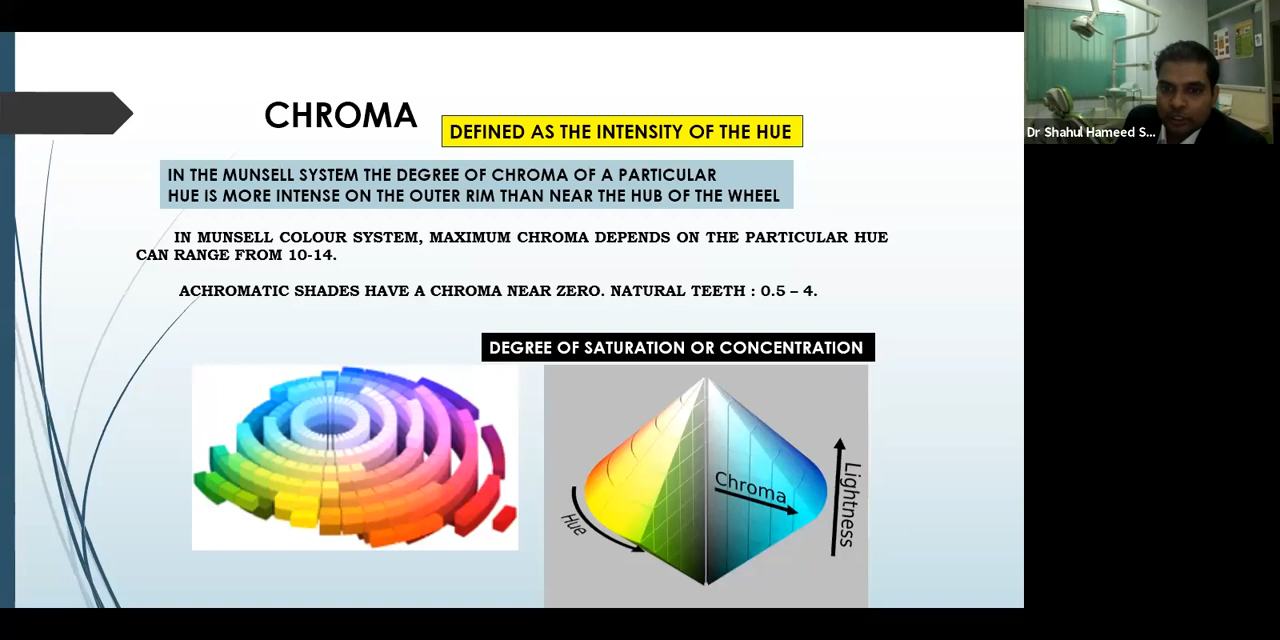 CHROMA
DEFINED AS THE INTENSITY OF THE HUE
IN THE MUNSELL SYSTEM THE DEGREE OF CHROMA OF A PARTICULAR
HUE IS MORE INTENSE ON THE OUTER RIM THAN NEAR THE HUB OF THE WHEEL
IN MUNSELL COLOUR SYSTEM, MAXIMUM CHROMA DEPENDS ON THE PARTICULAR HUE
CAN RANGE FROM 10-14.
ACHROMATIC SHADES HAVE A CHROMA NEAR ZERO. NATURAL TEETH : 0.5 – 4.
DEGREE OF SATURATION OR CONCENTRATION
Hue
Chroma
Lightness
Dr Shahul Hameed S...